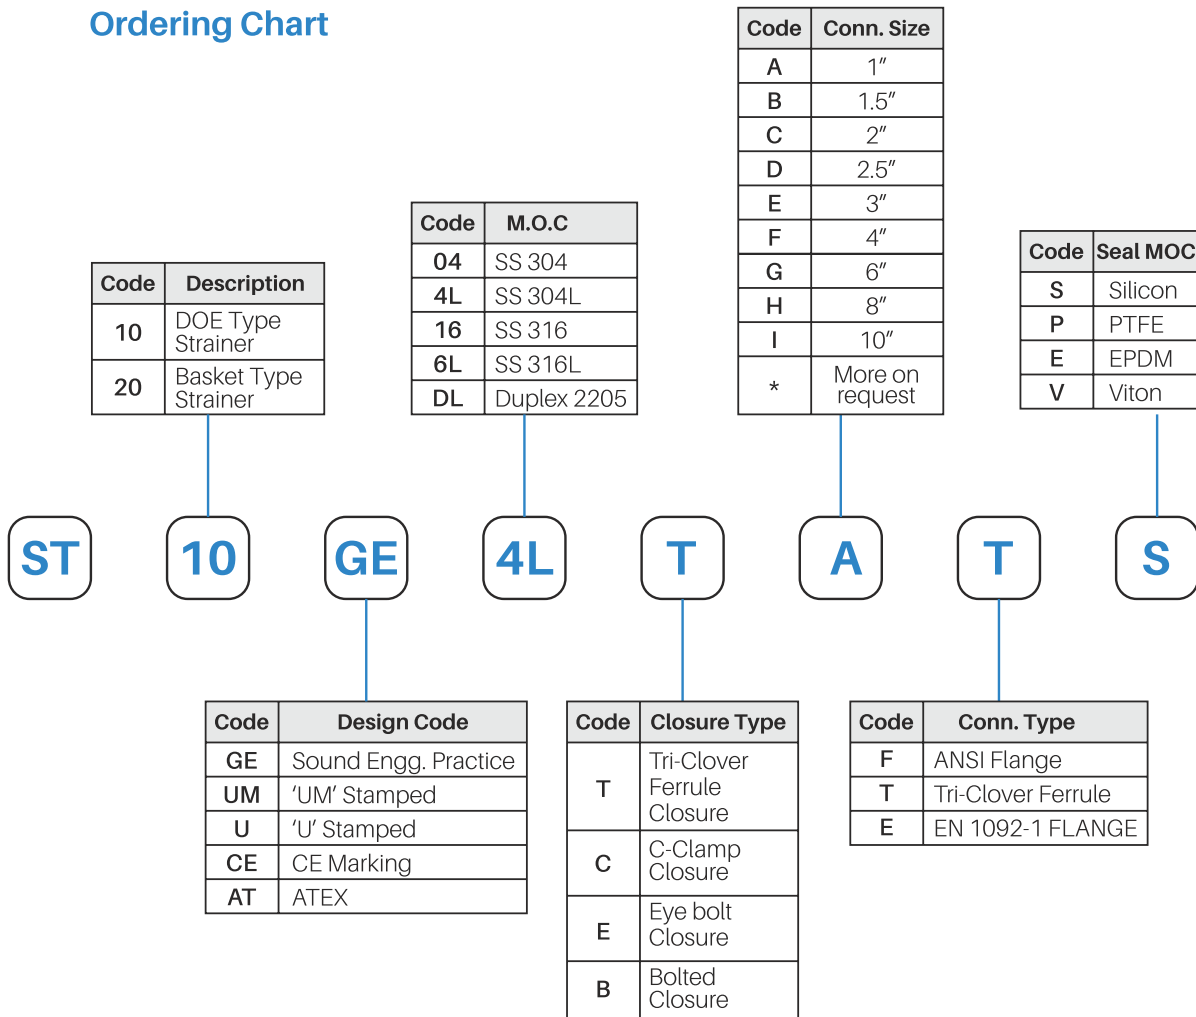 Ordering Chart
Code Conn. Size
A 1”
B 1.5”
C 2”
D 2.5”
E 3”
F 4”
G 6”
H 8”
I 10”
* More on
request
Code M.O.C
04 SS 304
4L SS 304L
16 SS 316
6L SS 316L
DL Duplex 2205
Code Seal MOC
S Silicon
P PTFE
E EPDM
V Viton
Code Description
10 DOE Type
Strainer
20 Basket Type
Strainer
ST 10 GE 4L T A T S
Code Design Code
GE Sound Engg. Practice
UM ‘UM’ Stamped
U ‘U’ Stamped
CE CE Marking
AT ATEX
Code Closure Type
T Tri-Clover
Ferrule
Closure
C C-Clamp
Closure
E Eye bolt
Closure
B Bolted
Closure
Code Conn. Type
F ANSI Flange
T Tri-Clover Ferrule
E EN 1092-1 FLANGE